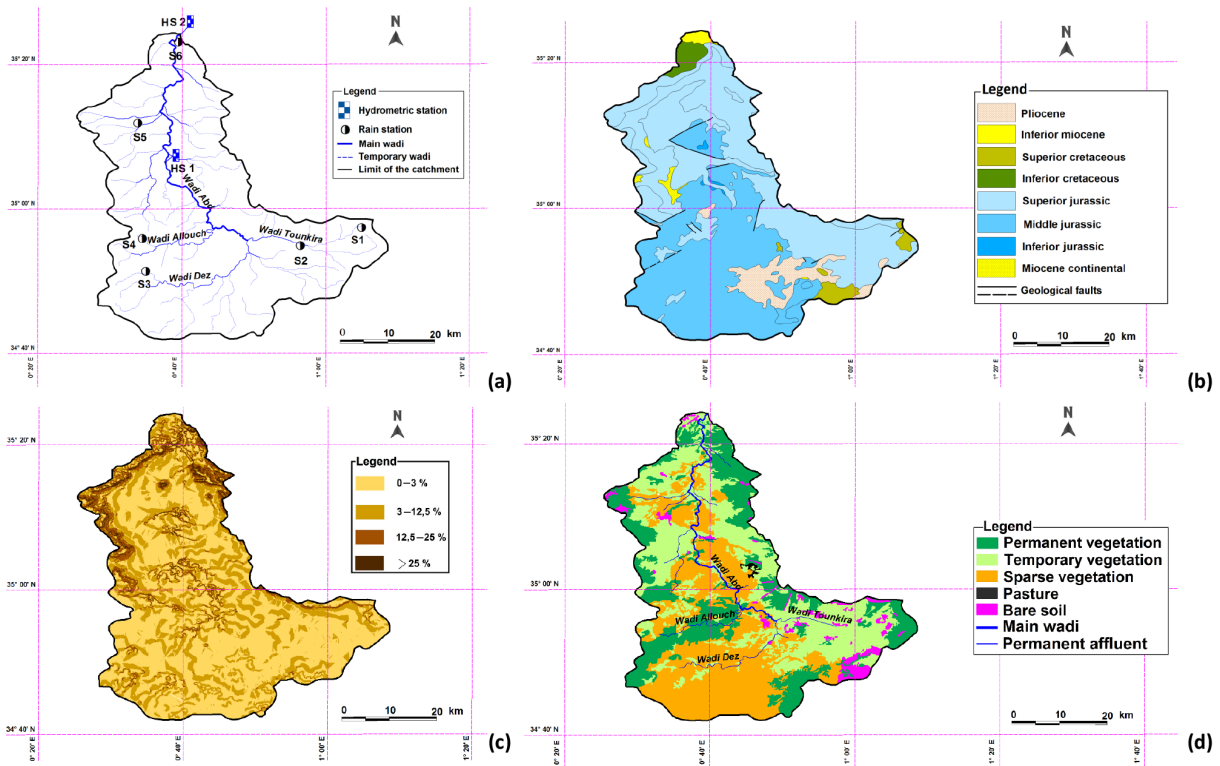 HS 2
N
S6
35° 20' N
Legend
Hydrometric station
Rain station
Main wadi
Temporary wadi
Limit of the catchment
S5
HS 1
Wadi Abd
35° 00' N
Wadi Allouch
Wadi Tounkira
S1
S4
S2
S3
Wadi Dez
0 10 20 km
34° 40' N
0° 20' E
0° 40' E
1° 00' E
1° 20' E
(a)
N
35° 20' N
Legend
Pliocene
Inferior miocene
Superior cretaceous
Inferior cretaceous
Superior jurassic
Middle jurassic
Inferior jurassic
Miocene continental
Geological faults
35° 00' N
0 10 20 km
34° 40' N
0° 20' E
0° 40' E
1° 00' E
1° 20' E
1° 40' E
(b)
N
35° 20' N
Legend
0–3 %
3–12,5 %
12,5–25 %
>25 %
35° 00' N
0 10 20 km
34° 40' N
0° 20' E
0° 40' E
1° 00' E
1° 20' E
(c)
N
35° 20' N
Legend
Permanent vegetation
Temporary vegetation
Sparse vegetation
Pasture
Bare soil
Main wadi
Permanent affluent
Wadi Abd
35° 00' N
Wadi Allouch
Wadi Tounkira
Wadi Dez
0 10 20 km
34° 40' N
0° 20' E
0° 40' E
1° 00' E
1° 20' E
1° 40' E
(d)